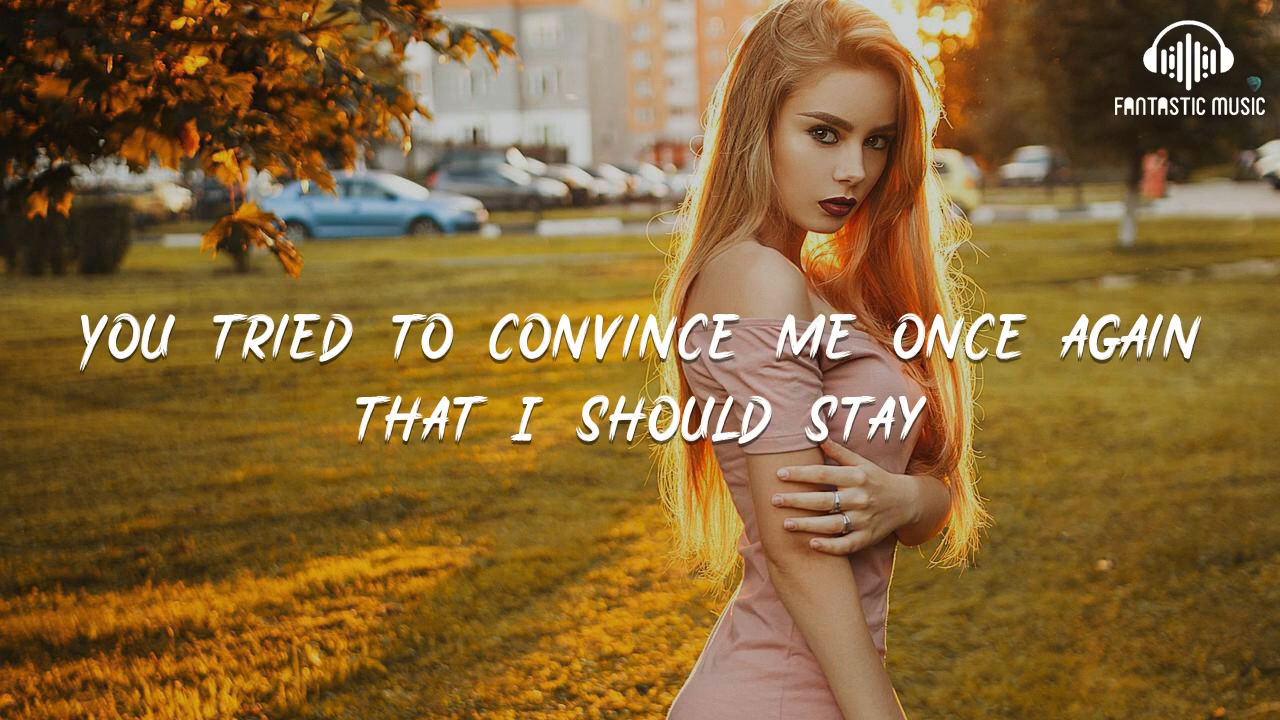 FANTASTIC MUSIC
YOU TRIED TO CONVINCE ME ONCE AGAIN
THAT I SHOULD STAY